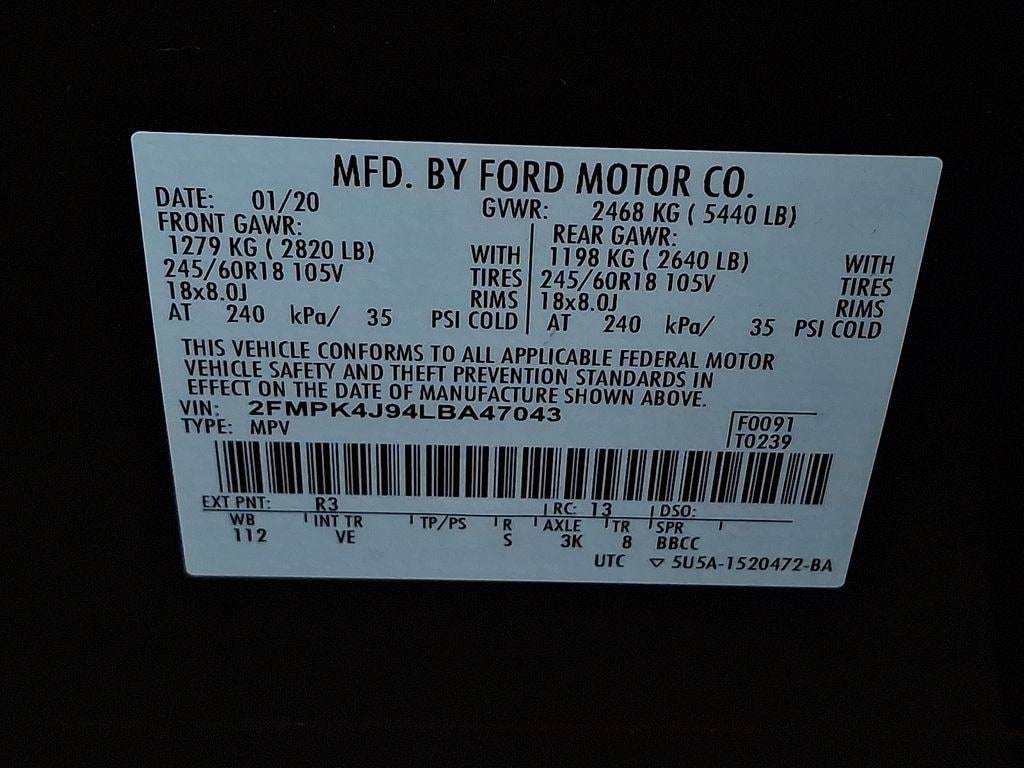 MFD. BY FORD MOTOR CO.
DATE: 01/20 GVWR: 2468 KG ( 5440 LB)
FRONT GAWR: REAR GAWR:
1279 KG ( 2820 LB) WITH 1198 KG ( 2640 LB) WITH
245/60R18 105V TIRES 245/60R18 105V TIRES
18x8.0J RIMS 18x8.0J RIMS
AT 240 kPa/ 35 PSI COLD AT 240 kPa/ 35 PSI COLD
THIS VEHICLE CONFORMS TO ALL APPLICABLE FEDERAL MOTOR
VEHICLE SAFETY AND THEFT PREVENTION STANDARDS IN
EFFECT ON THE DATE OF MANUFACTURE SHOWN ABOVE.
VIN: 2FMPK4J94LBA47043
TYPE: MPV
F0091
T0239
EXT PNT: R3 RC: 13 DSO:
WB INT TR TP/PS R AXLE TR SPR
112 VE S 3K 8 BBCC
UTC ▽ 5U5A-1520472-BA